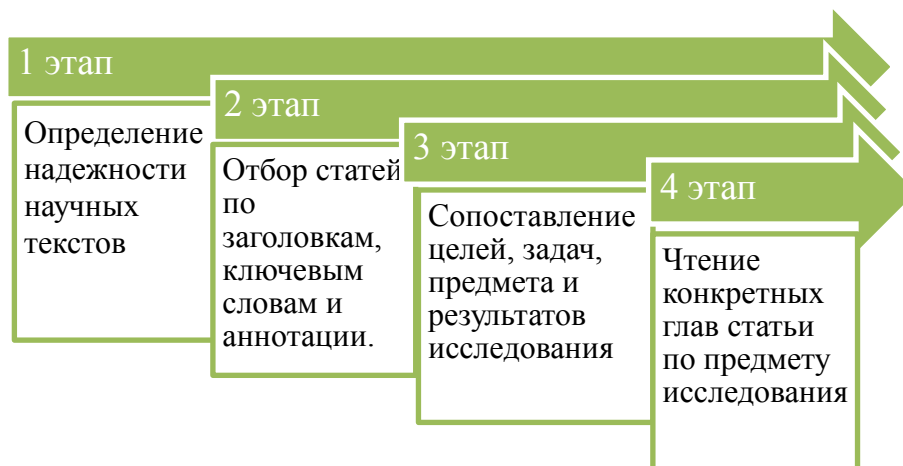 1 этап
Определение
надежности
научных
текстов
2 этап
Отбор статей
по
заголовкам,
ключевым
словам и
аннотации.
3 этап
Сопоставление
целей, задач,
предмета и
результатов
исследования
4 этап
Чтение
конкретных
глав статьи
по предмету
исследования